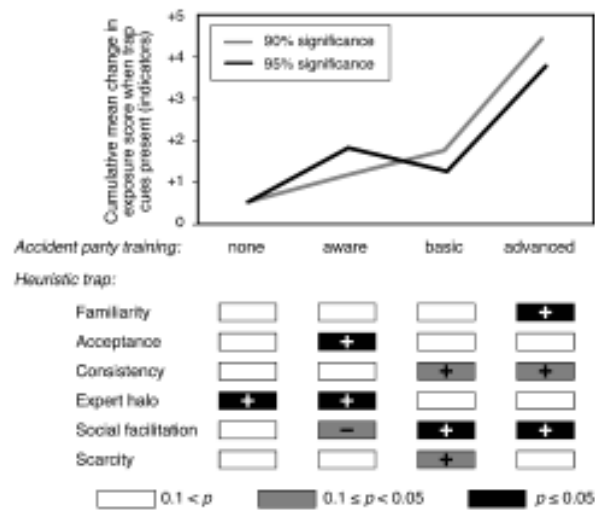 Cumulative mean change in
exposure score when trap
cues present (indicators)
+5
+4
+3
+2
+1
0
90% significance
95% significance
Accident party training: none aware basic advanced
Heuristic trap:
Familiarity +
Acceptance +
Consistency + +
Expert halo + +
Social facilitation − + +
Scarcity +
0.1 < p 0.1 ≤ p < 0.05 p ≤ 0.05